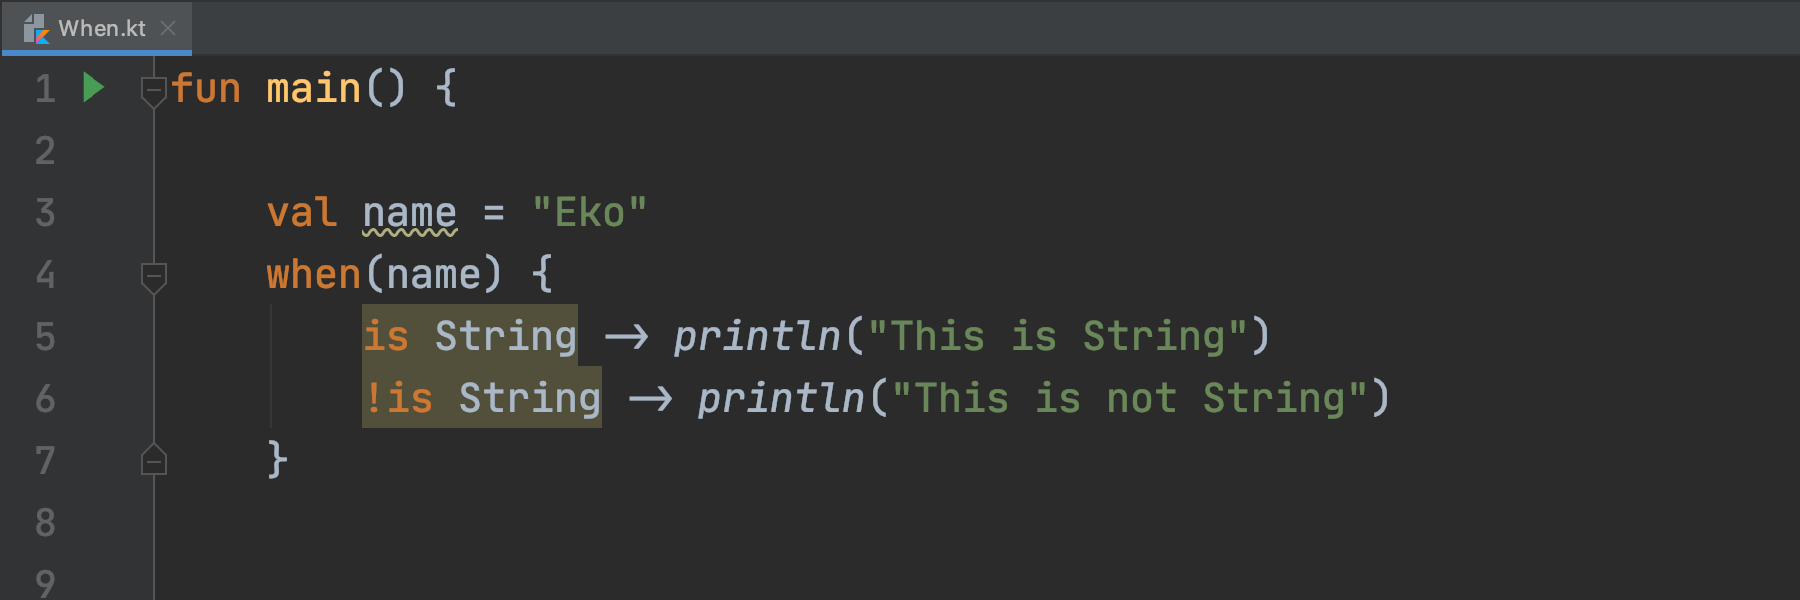 When.kt
1 fun main() {
2
3 val name = "Eko"
4 when(name) {
5 is String -> println("This is String")
6 !is String -> println("This is not String")
7 }
8
9